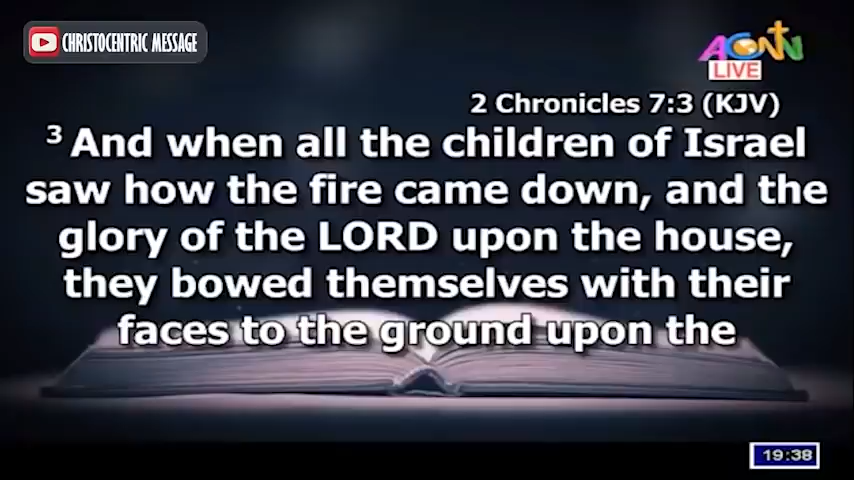 CHRISTOCENTRIC MESSAGE
AGNN
LIVE
2 Chronicles 7:3 (KJV)
3 And when all the children of Israel
saw how the fire came down, and the
glory of the LORD upon the house,
they bowed themselves with their
faces to the ground upon the
19:38